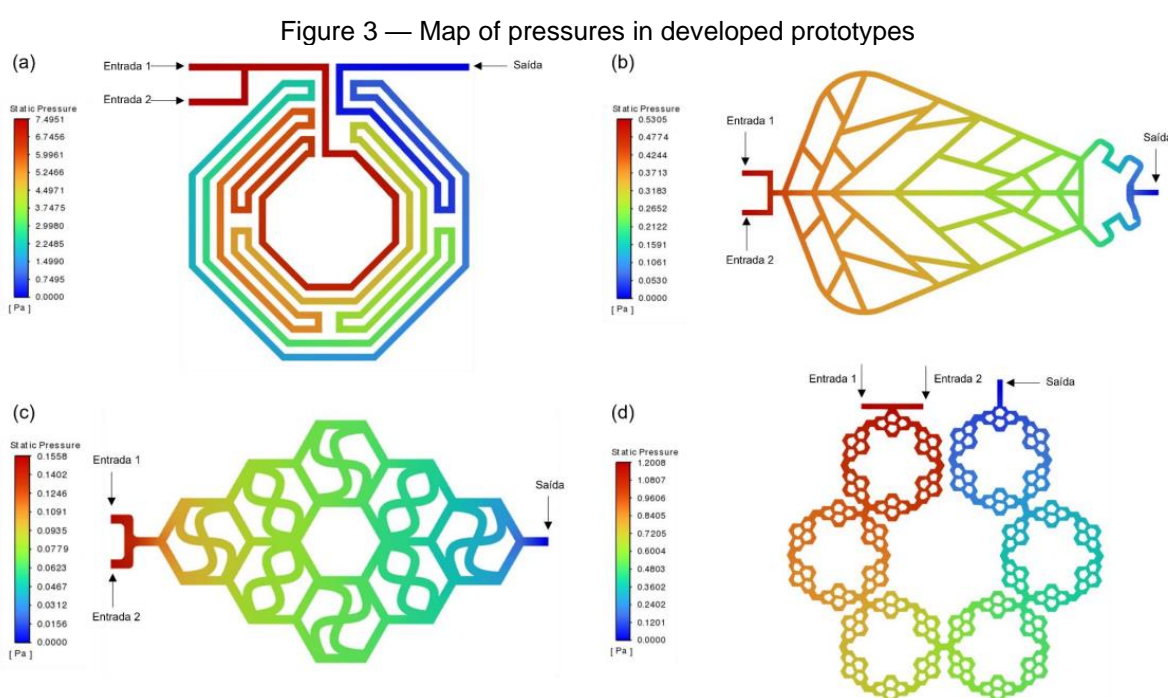 Figure 3 — Map of pressures in developed prototypes
(a)
Entrada 1
Entrada 2
Saída
Static Pressure
7.4951
6.7456
5.9961
5.2466
4.4971
3.7475
2.9980
2.2485
1.4990
0.7495
0.0000
[ Pa ]
(b)
Entrada 1
Entrada 2
Saída
Static Pressure
0.5305
0.4774
0.4244
0.3713
0.3183
0.2652
0.2122
0.1591
0.1061
0.0530
0.0000
[ Pa ]
(c)
Entrada 1
Entrada 2
Saída
Static Pressure
0.1558
0.1402
0.1246
0.1091
0.0935
0.0779
0.0623
0.0467
0.0312
0.0156
0.0000
[ Pa ]
(d)
Entrada 1
Entrada 2
Saída
Static Pressure
1.2008
1.0807
0.9606
0.8405
0.7205
0.6004
0.4803
0.3602
0.2402
0.1201
0.0000
[ Pa ]